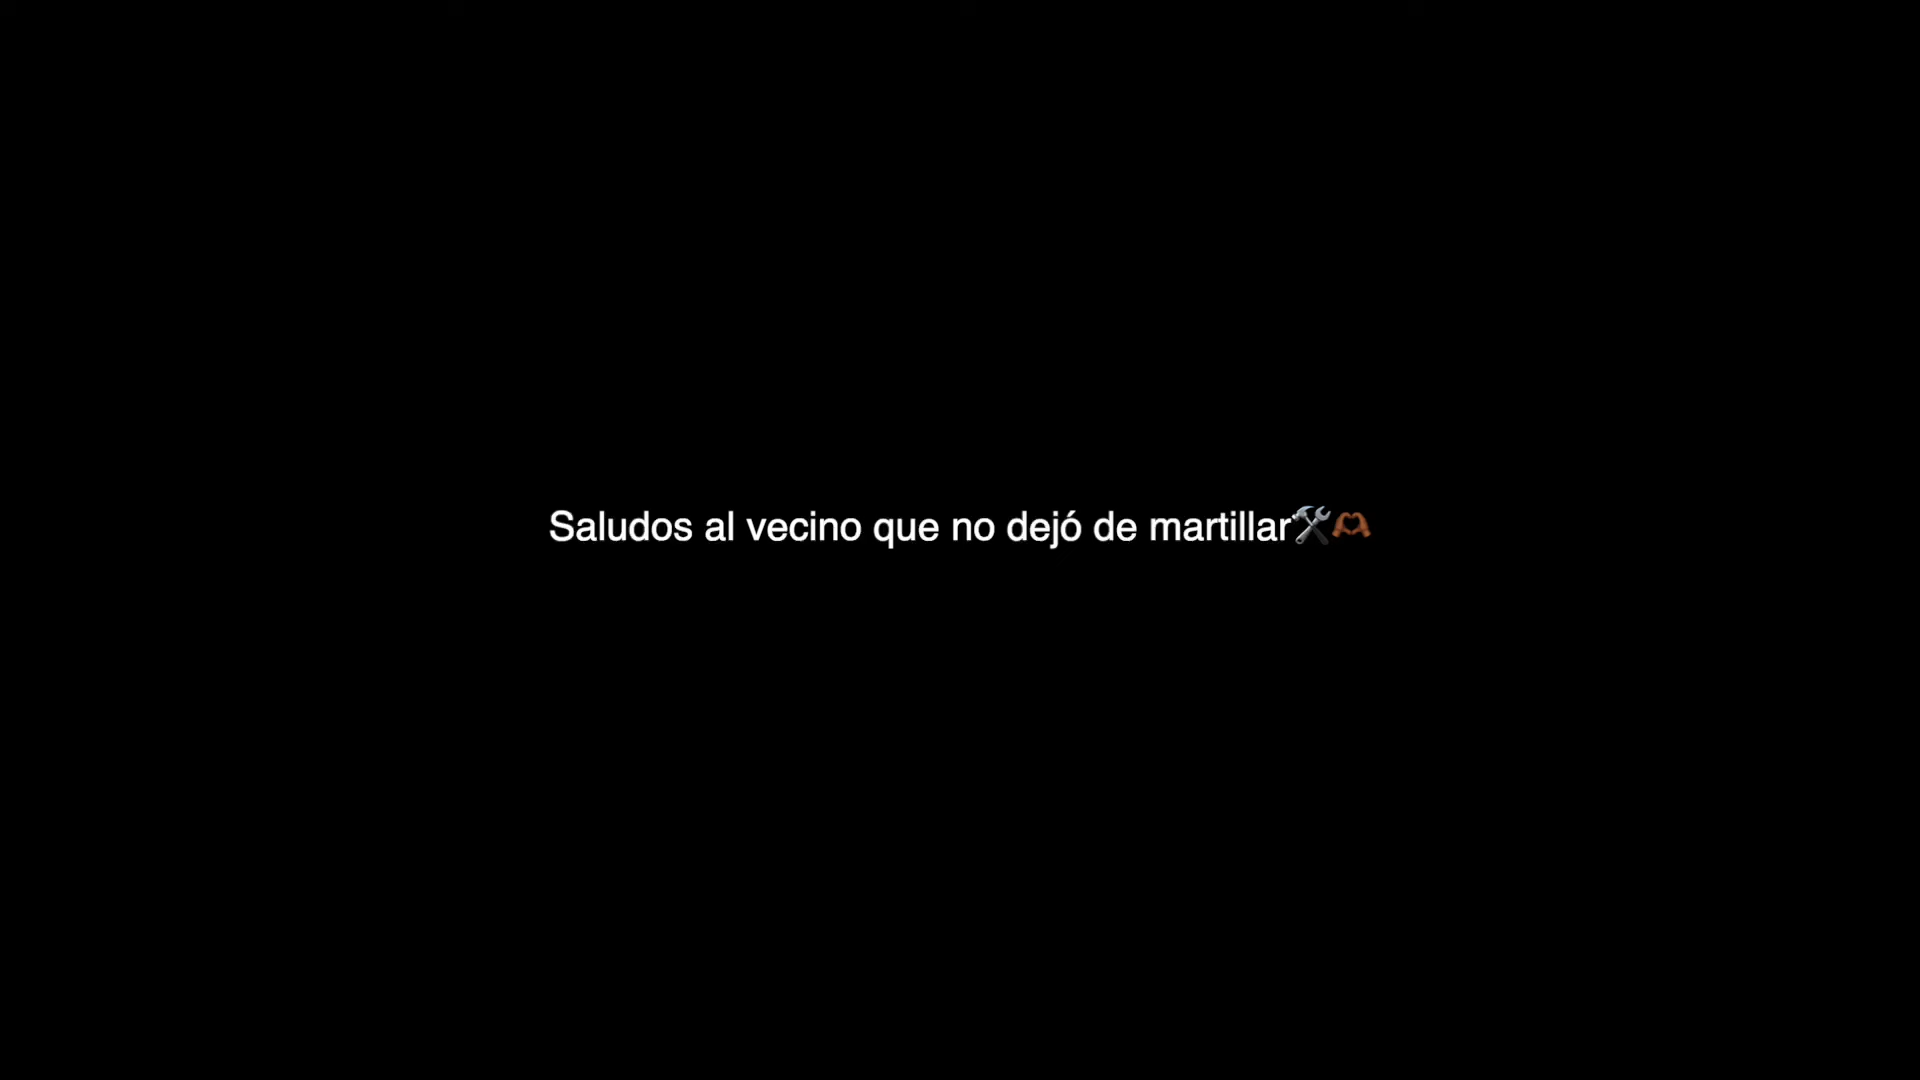 Saludos al vecino que no dejó de martillar🛠️🫶🏾